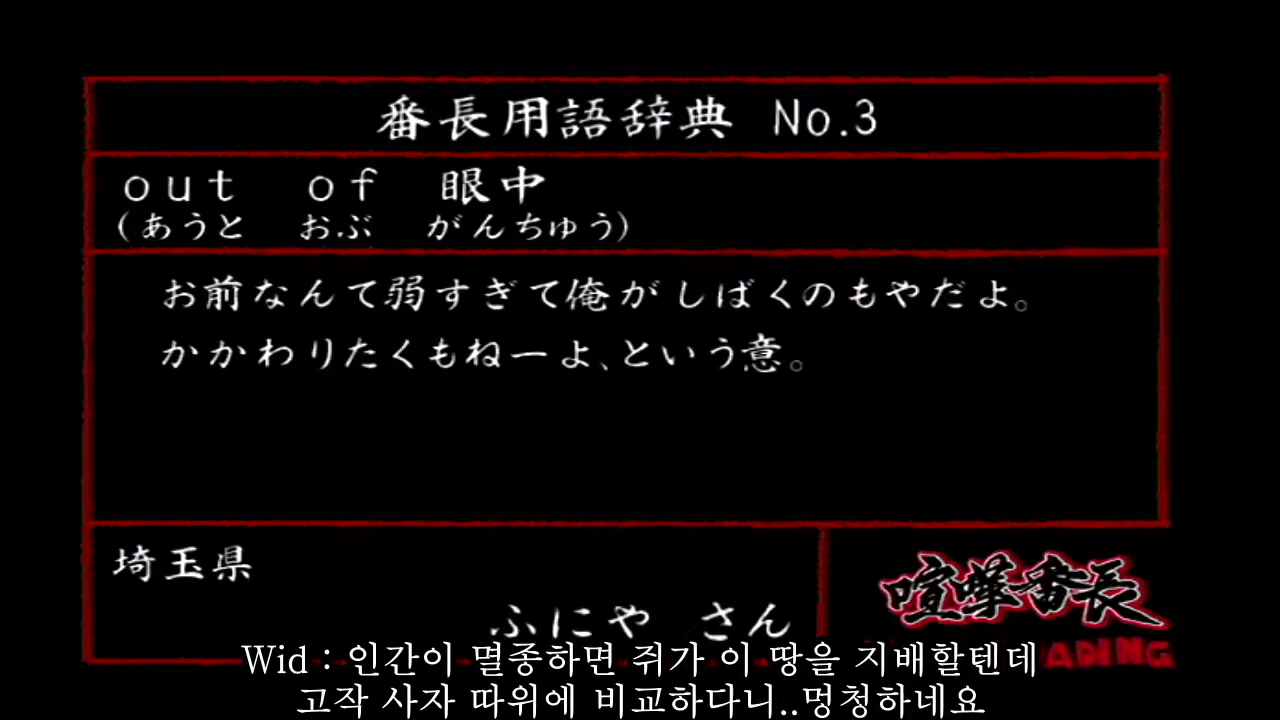 番長用語辞典 No.3
out of 眼中
(あうと おぶ がんちゅう)
お前なんて弱すぎて俺がしばくのもやだよ。
かかわりたくもねーよ、という意。
埼玉県
ふにや さん
喧嘩番長
Wid : 인간이 멸종하면 쥐가 이 땅을 지배할텐데
고작 사자 따위에 비교하다니..멍청하네요